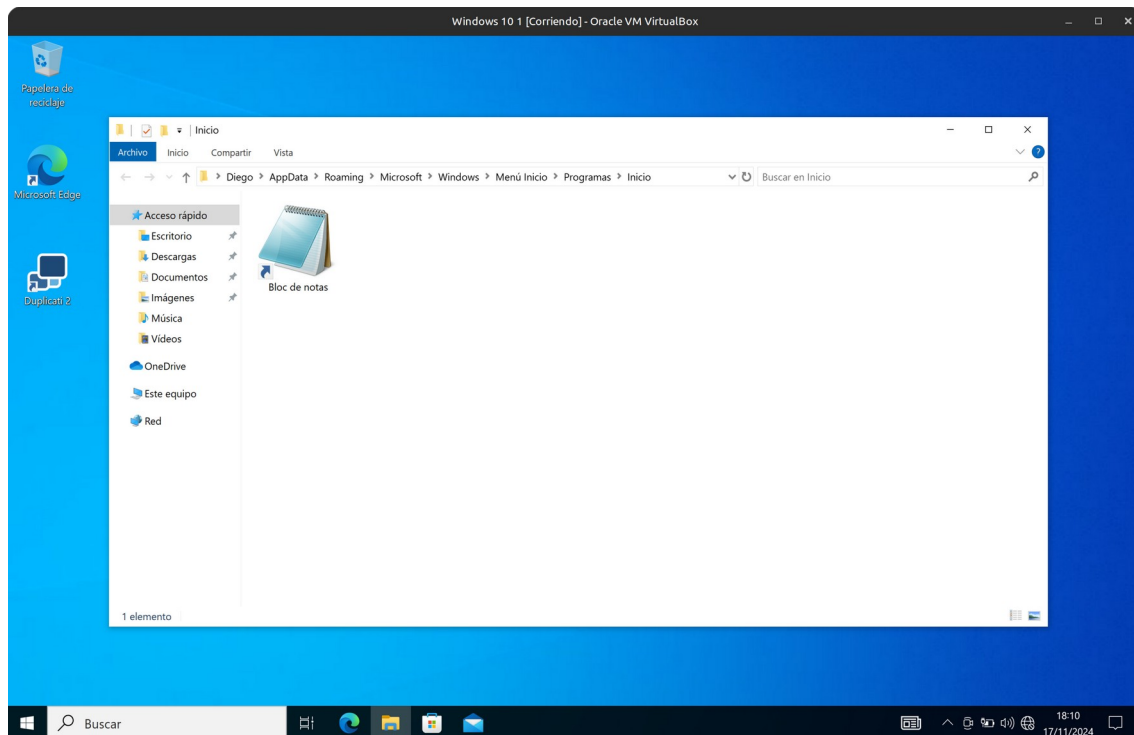 Windows 10 1 [Corriendo] - Oracle VM VirtualBox
Papelera de
reciclaje
Microsoft Edge
Duplicati 2
Inicio
Archivo Inicio Compartir Vista
Diego > AppData > Roaming > Microsoft > Windows > Menú Inicio > Programas > Inicio
Buscar en Inicio
Acceso rápido
Escritorio
Descargas
Documentos
Imágenes
Música
Vídeos
OneDrive
Este equipo
Red
Bloc de notas
1 elemento
Buscar
18:10
17/11/2024